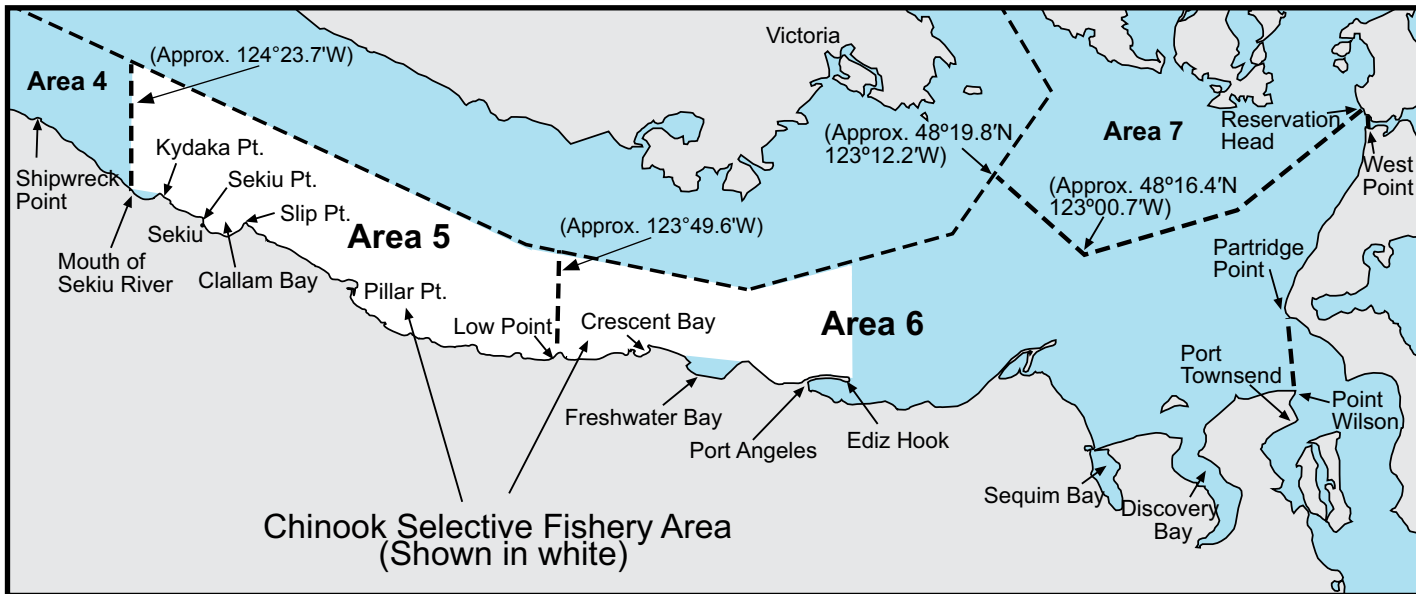 Victoria
(Approx. 124°23.7'W)
Area 4
Kydaka Pt.
Shipwreck
Point
Sekiu Pt.
Slip Pt.
Sekiu
Mouth of
Sekiu River
Clallam Bay
Area 5
Pillar Pt.
(Approx. 123°49.6'W)
Low Point
Crescent Bay
Area 6
Freshwater Bay
Port Angeles
Ediz Hook
(Approx. 48º19.8'N
123º12.2'W)
Area 7
(Approx. 48º16.4'N
123º00.7'W)
Reservation
Head
West
Point
Partridge
Point
Port
Townsend
Point
Wilson
Sequim Bay
Discovery
Bay
Chinook Selective Fishery Area
(Shown in white)